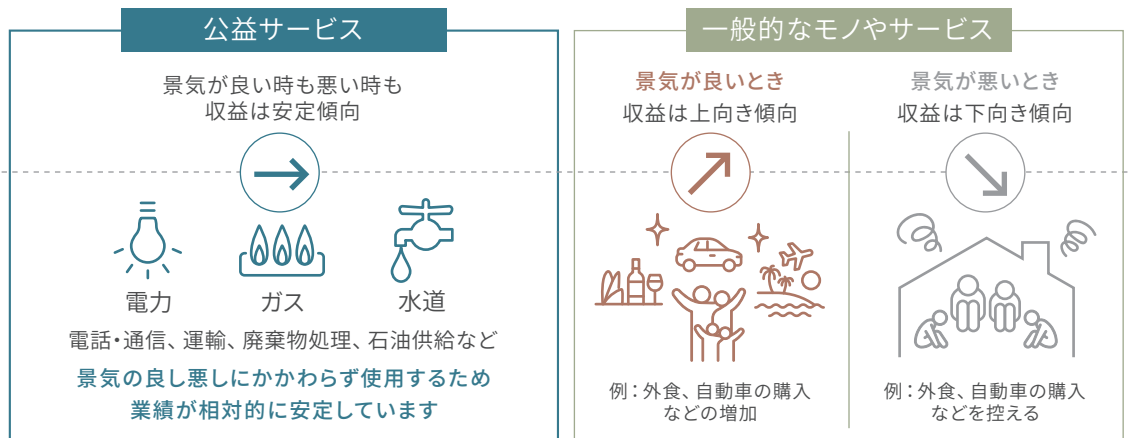 公益サービス
景気が良い時も悪い時も
収益は安定傾向
電力
ガス
水道
電話・通信、運輸、廃棄物処理、石油供給など
景気の良し悪しにかかわらず使用するため
業績が相対的に安定しています
一般的なモノやサービス
景気が良いとき
収益は上向き傾向
例：外食、自動車の購入
などの増加
景気が悪いとき
収益は下向き傾向
例：外食、自動車の購入
などを控える